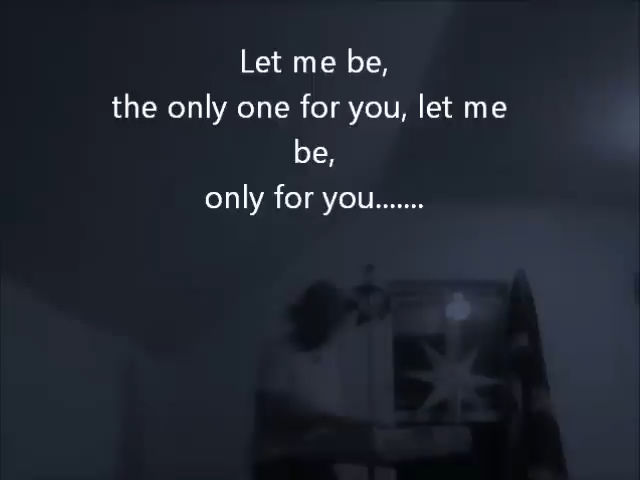 Let me be,
the only one for you, let me
be,
only for you.......